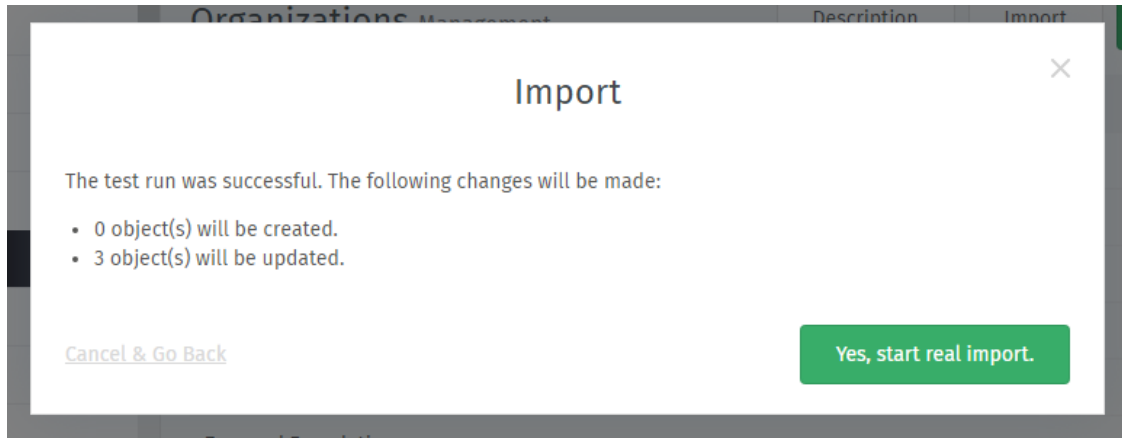 Organizations Management
Description
Import
Import
The test run was successful. The following changes will be made:
• 0 object(s) will be created.
• 3 object(s) will be updated.
Cancel & Go Back
Yes, start real import.